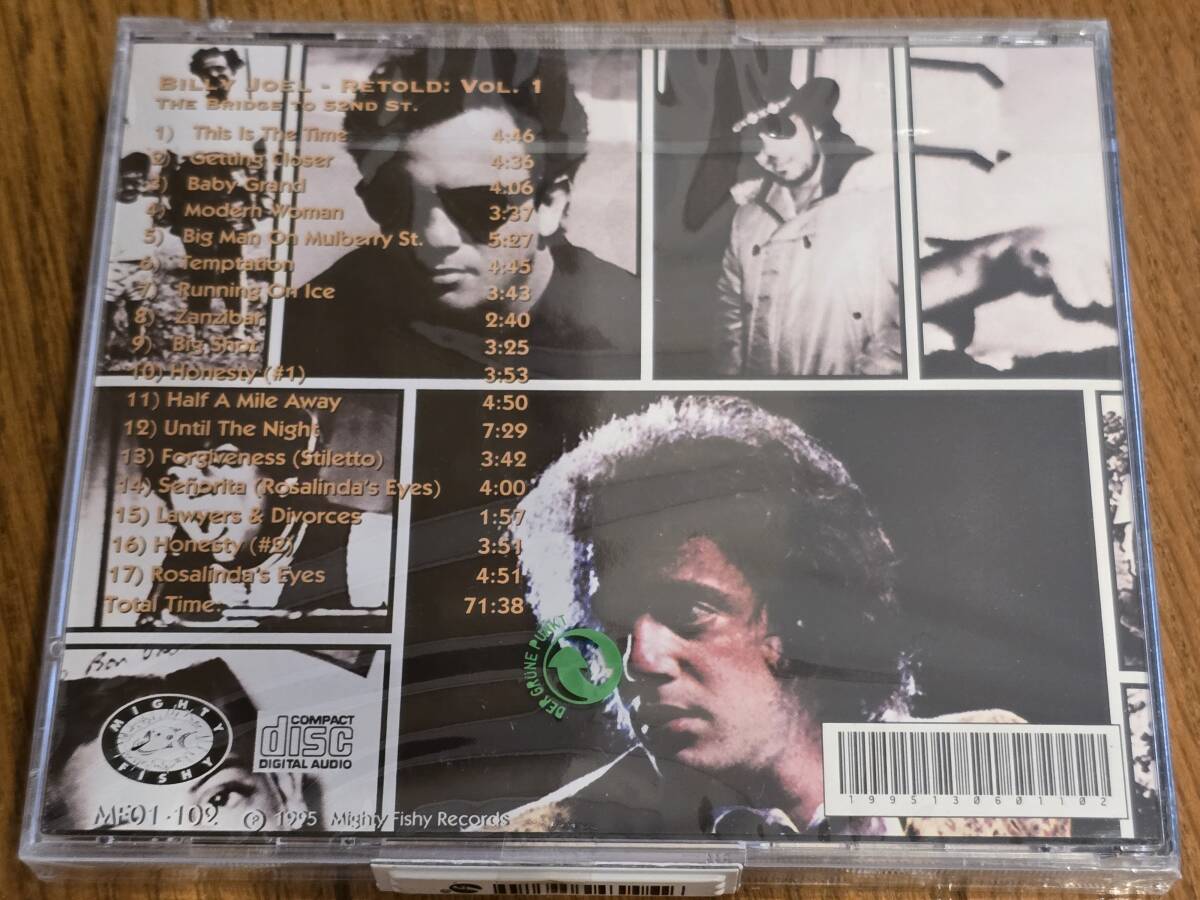 BILLY JOEL - RETOLD: VOL. 1
THE BRIDGE TO 52ND ST.
1) This Is The Time 4:46
2) Getting Closer 4:36
3) Baby Grand 4:06
4) Modern Woman 3:37
5) Big Man On Mulberry St. 5:27
6) Temptation 4:45
7) Running On Ice 3:43
8) Zanzibar 2:40
9) Big Shot 3:25
10) Honesty (#1) 3:53
11) Half A Mile Away 4:50
12) Until The Night 7:29
13) Forgiveness (Stiletto) 3:42
14) Señorita (Rosalinda's Eyes) 4:00
15) Lawyers & Divorces 1:57
16) Honesty (#2) 3:51
17) Rosalinda's Eyes 4:51
Total Time: 71:38
DER GRÜNE PUNKT
Bon
MIGHTY FISHY
COMPACT
disc
DIGITAL AUDIO
MF01-102 ℗ 1995 Mighty Fishy Records
1995130601102